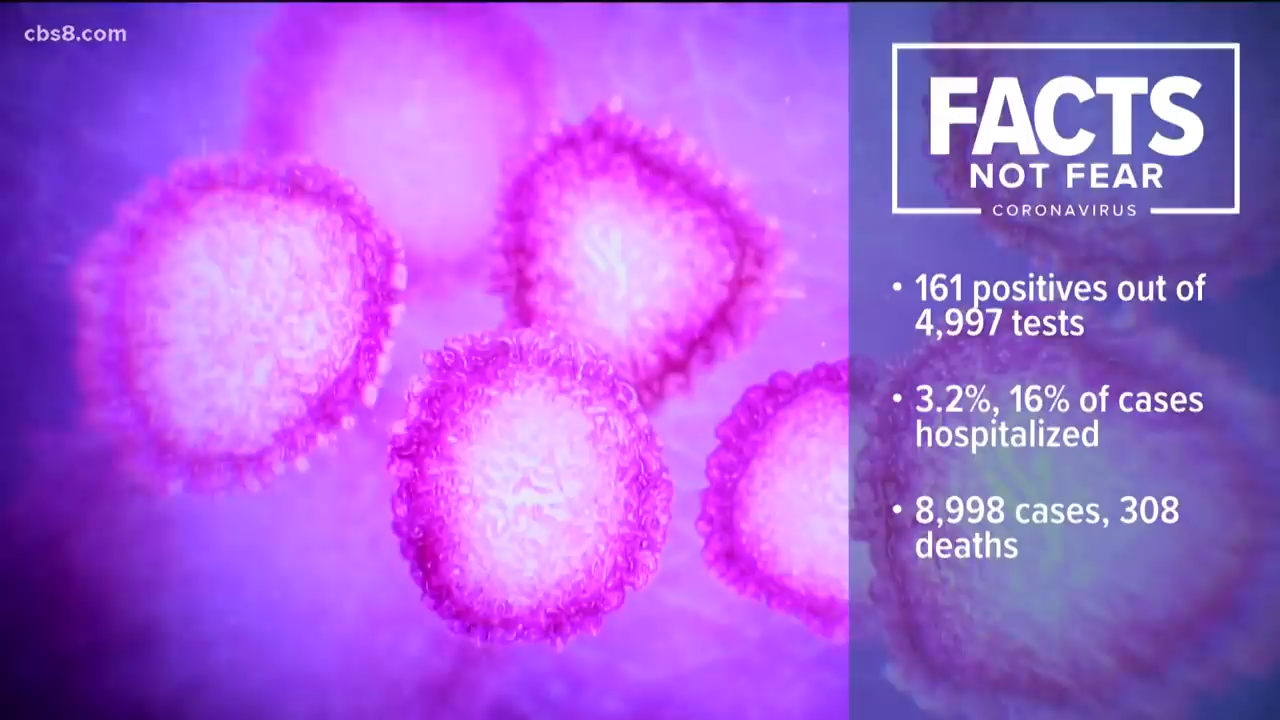 cbs8.com
FACTS
NOT FEAR
CORONAVIRUS
• 161 positives out of
4,997 tests
• 3.2%, 16% of cases
hospitalized
• 8,998 cases, 308
deaths